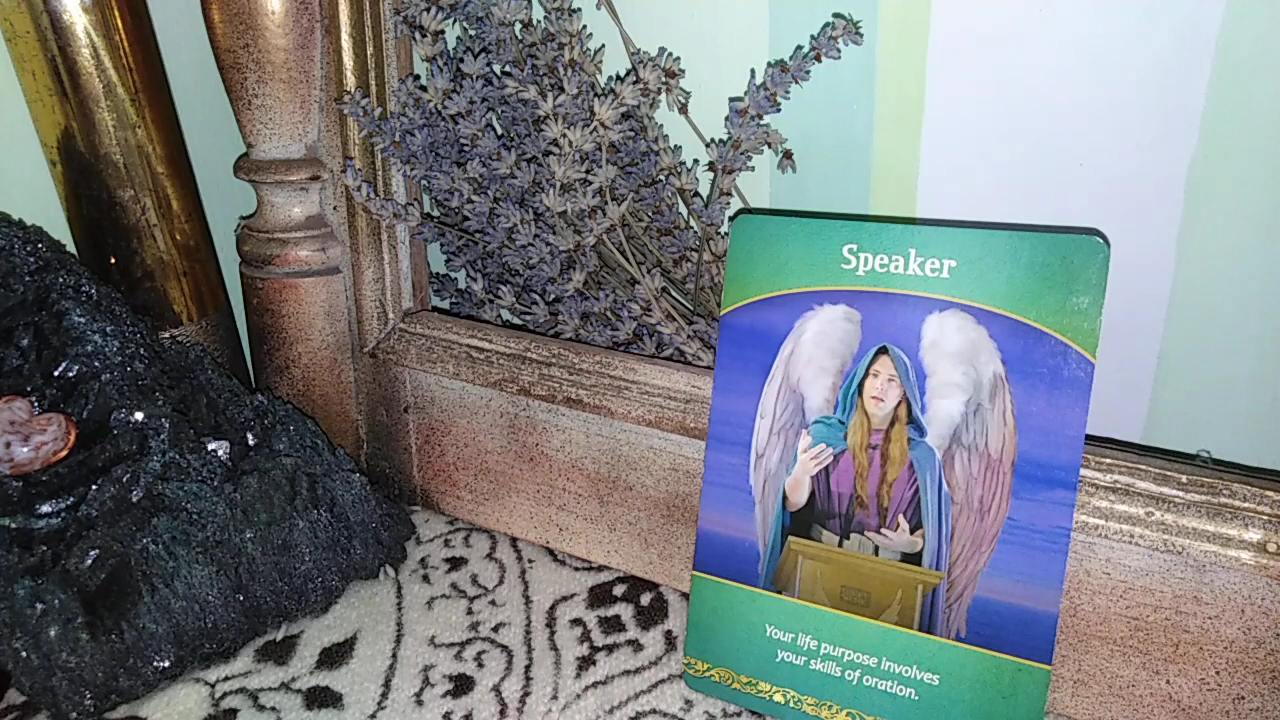 Speaker
Your life purpose involves
your skills of oration.